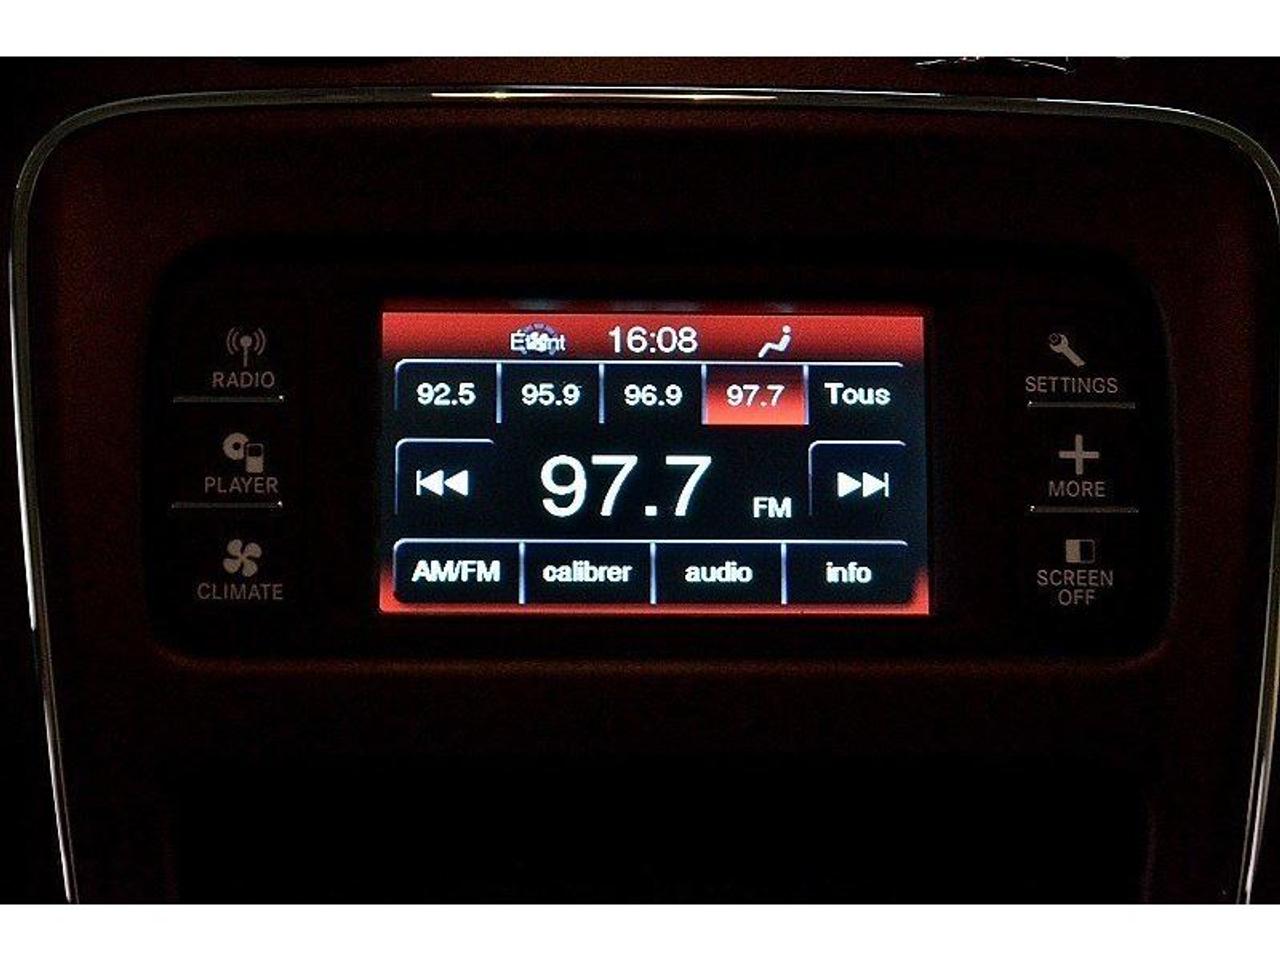 Étent 16:08
92.5 95.9 96.9 97.7 Tous
97.7 FM
AM/FM calibrer audio info
RADIO
PLAYER
CLIMATE
SETTINGS
MORE
SCREEN
OFF